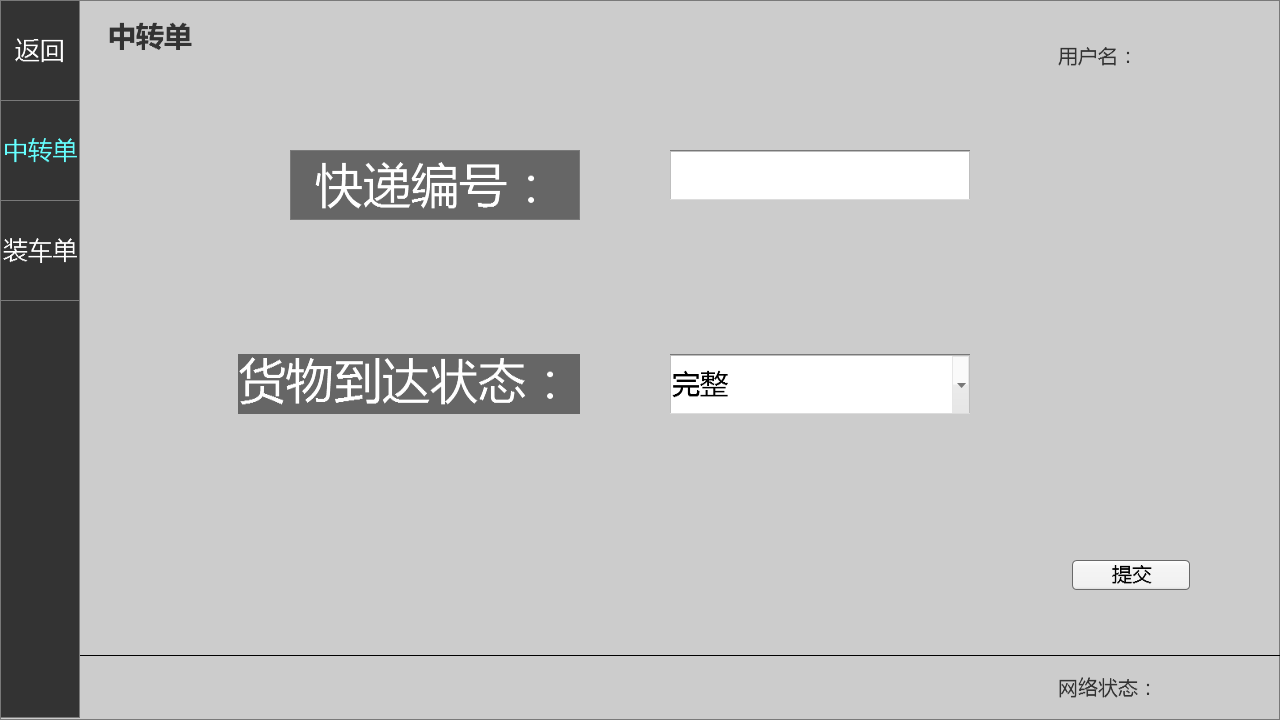 返回
中转单
装车单
中转单
用户名：
快递编号：
货物到达状态：
完整
提交
网络状态：